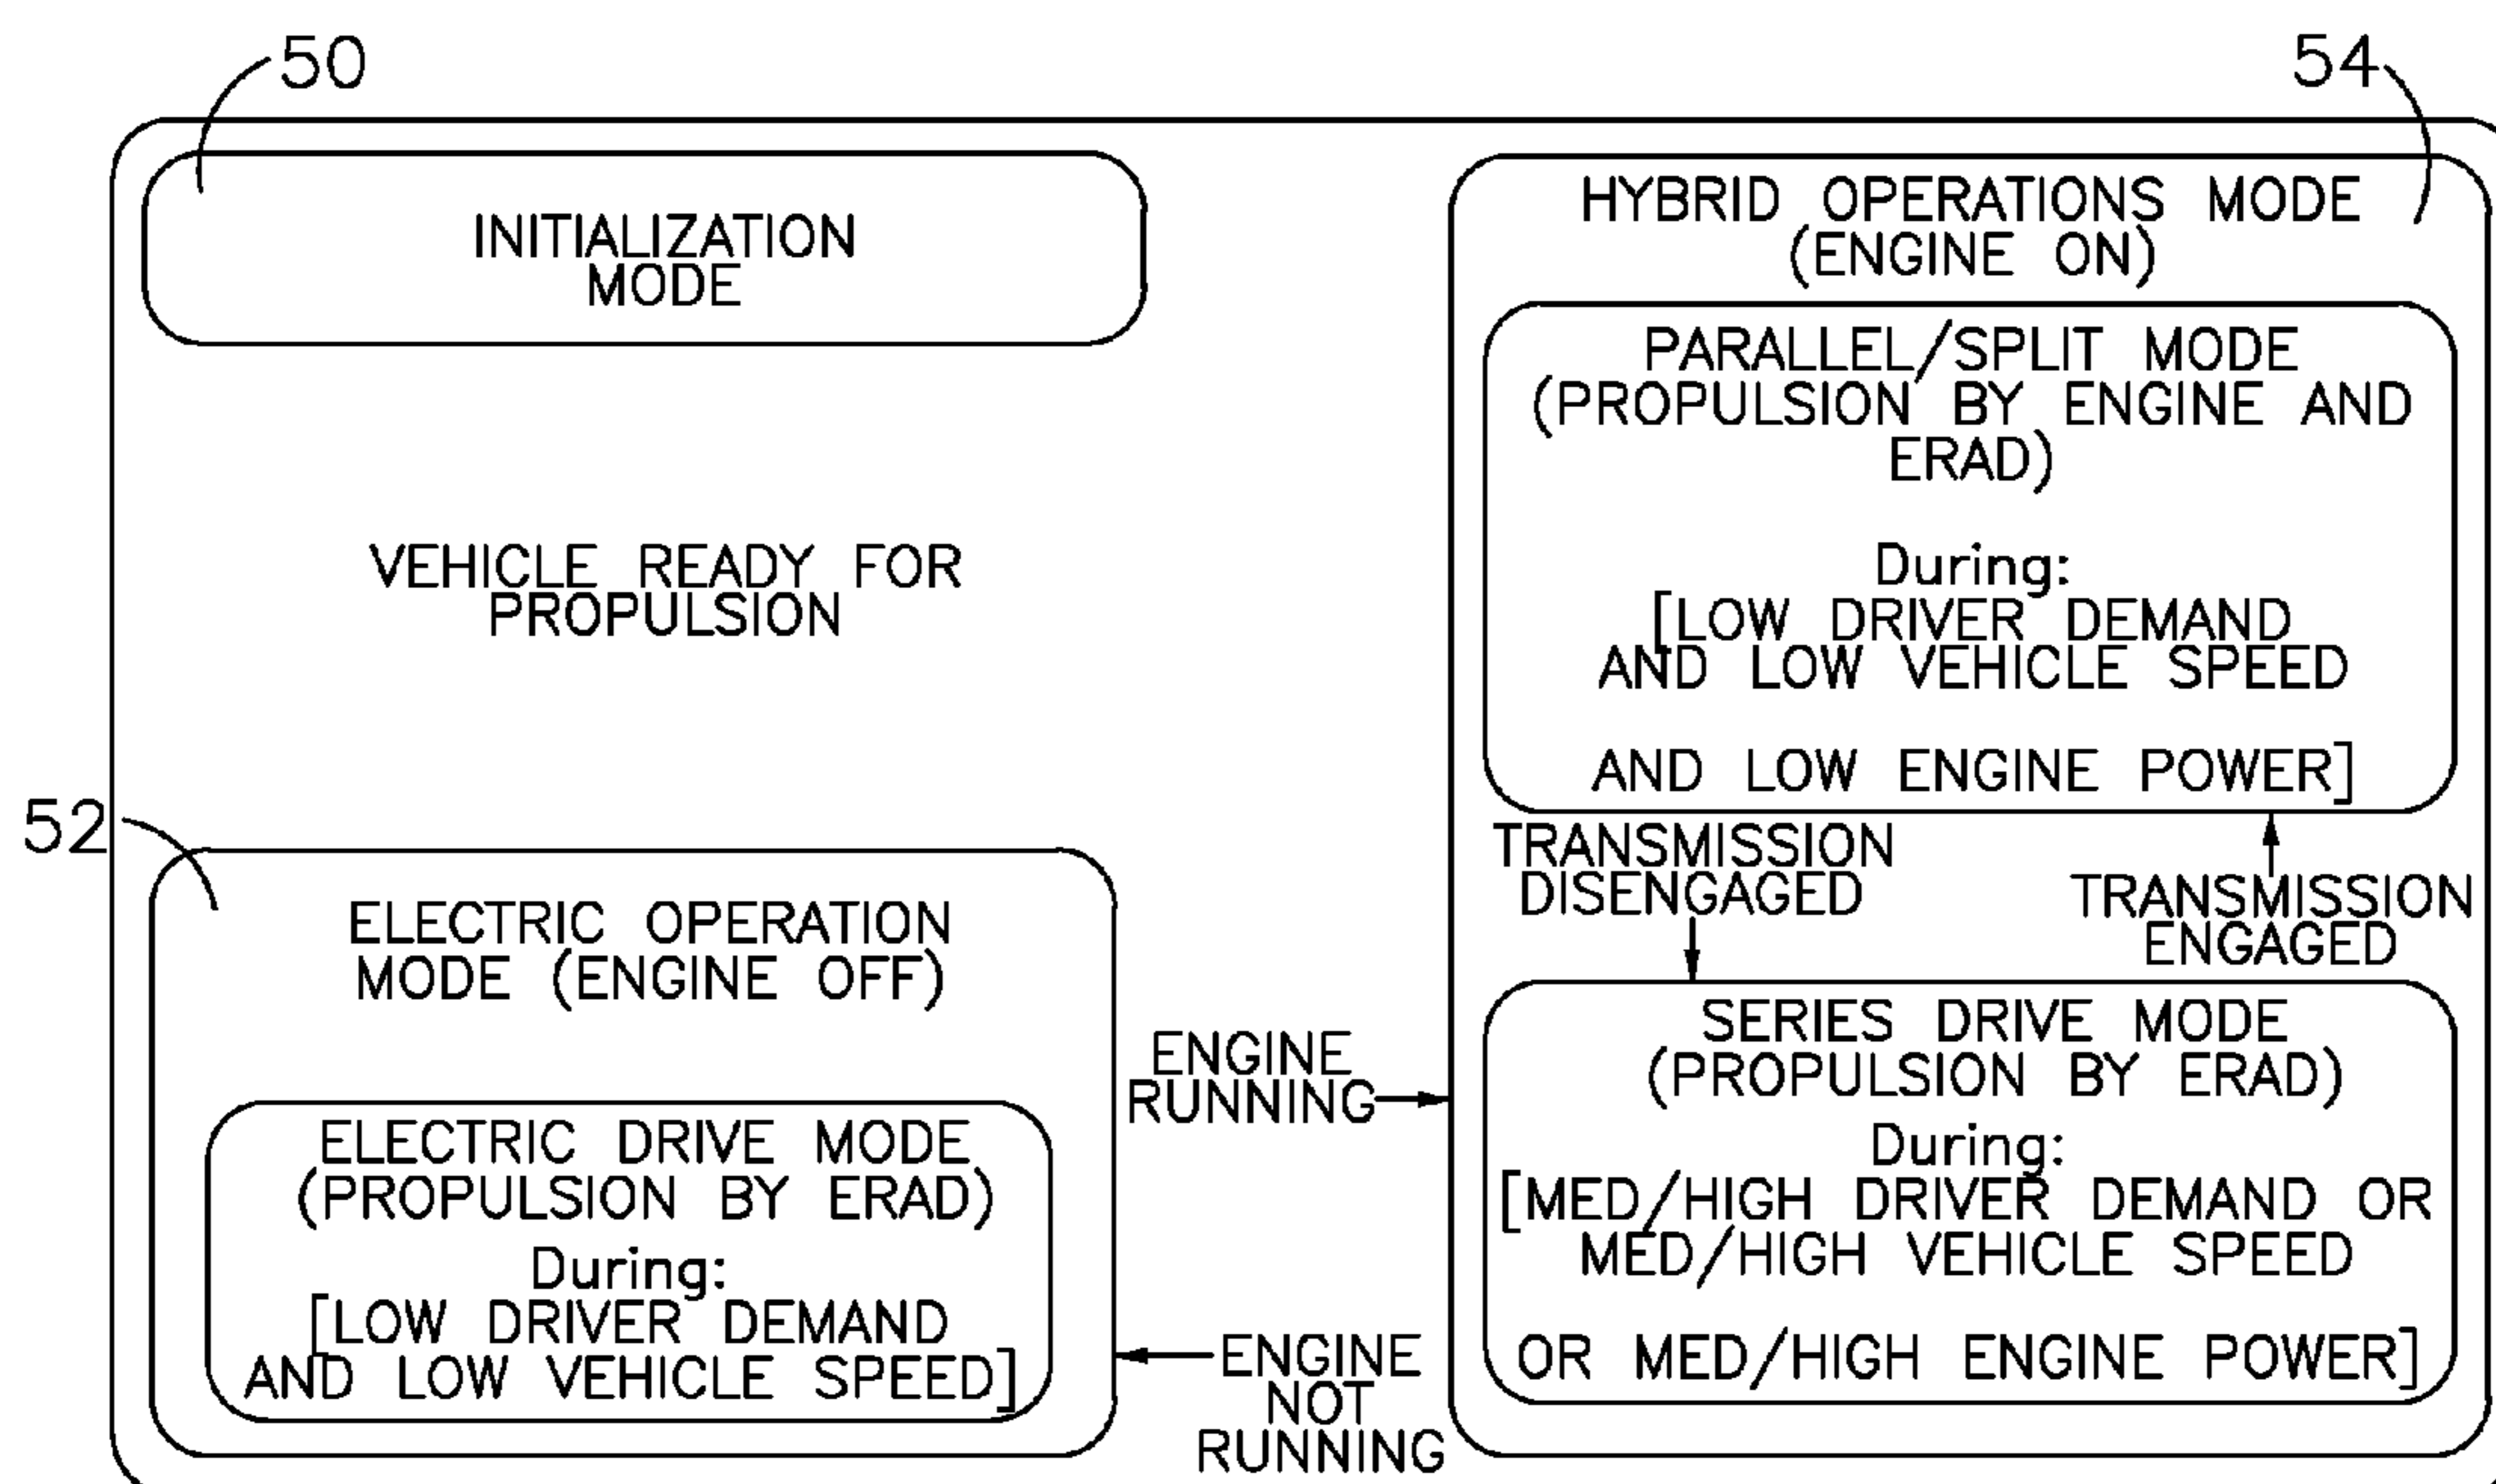 50
54
INITIALIZATION
MODE
VEHICLE READY FOR
PROPULSION
52
ELECTRIC OPERATION
MODE (ENGINE OFF)
ELECTRIC DRIVE MODE
(PROPULSION BY ERAD)
During:
[LOW DRIVER DEMAND
AND LOW VEHICLE SPEED]
ENGINE
RUNNING
ENGINE
NOT
RUNNING
HYBRID OPERATIONS MODE
(ENGINE ON)
PARALLEL/SPLIT MODE
(PROPULSION BY ENGINE AND
ERAD)
During:
[LOW DRIVER DEMAND
AND LOW VEHICLE SPEED
AND LOW ENGINE POWER]
TRANSMISSION
DISENGAGED
TRANSMISSION
ENGAGED
SERIES DRIVE MODE
(PROPULSION BY ERAD)
During:
[MED/HIGH DRIVER DEMAND OR
MED/HIGH VEHICLE SPEED
OR MED/HIGH ENGINE POWER]